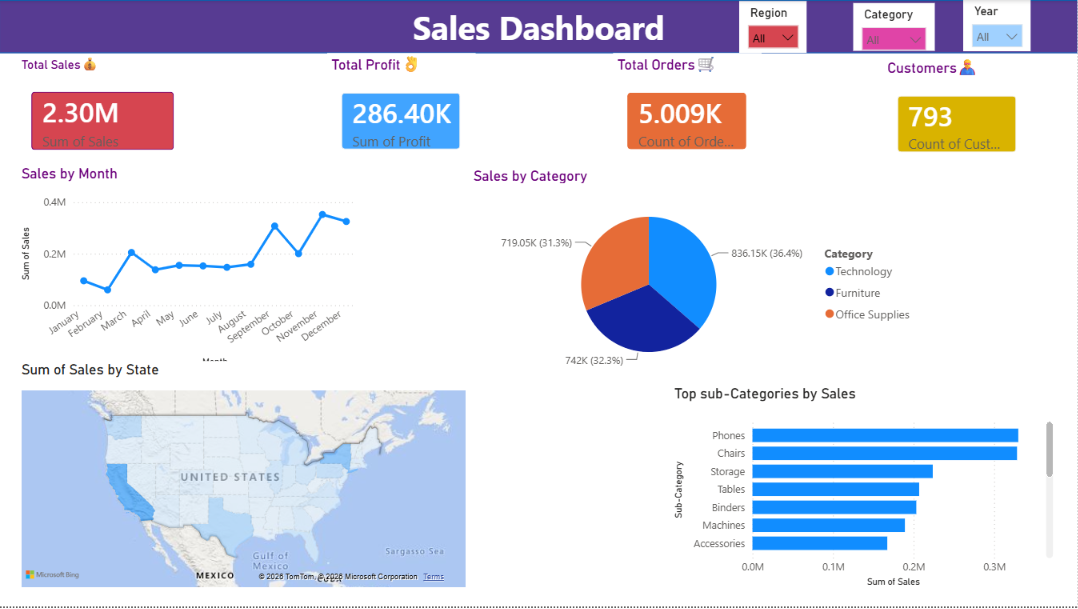 Sales Dashboard
Region
All
Category
All
Year
All
Total Sales 💰
Total Profit 👌
Total Orders 🛒
Customers
2.30M
Sum of Sales
286.40K
Sum of Profit
5.009K
Count of Orde...
793
Count of Cust...
Sales by Month
0.4M
0.2M
0.0M
Sum of Sales
January
February
March
April
May
June
July
August
September
October
November
December
Month
Sales by Category
719.05K (31.3%)
836.15K (36.4%)
742K (32.3%)
Category
Technology
Furniture
Office Supplies
Sum of Sales by State
UNITED STATES
Gulf of
Mexico
Sargasso Sea
MEXICO
CUBA
Microsoft Bing
© 2026 TomTom, © 2026 Microsoft Corporation Terms
Top sub-Categories by Sales
Sub-Category
Phones
Chairs
Storage
Tables
Binders
Machines
Accessories
0.0M
0.1M
0.2M
0.3M
Sum of Sales